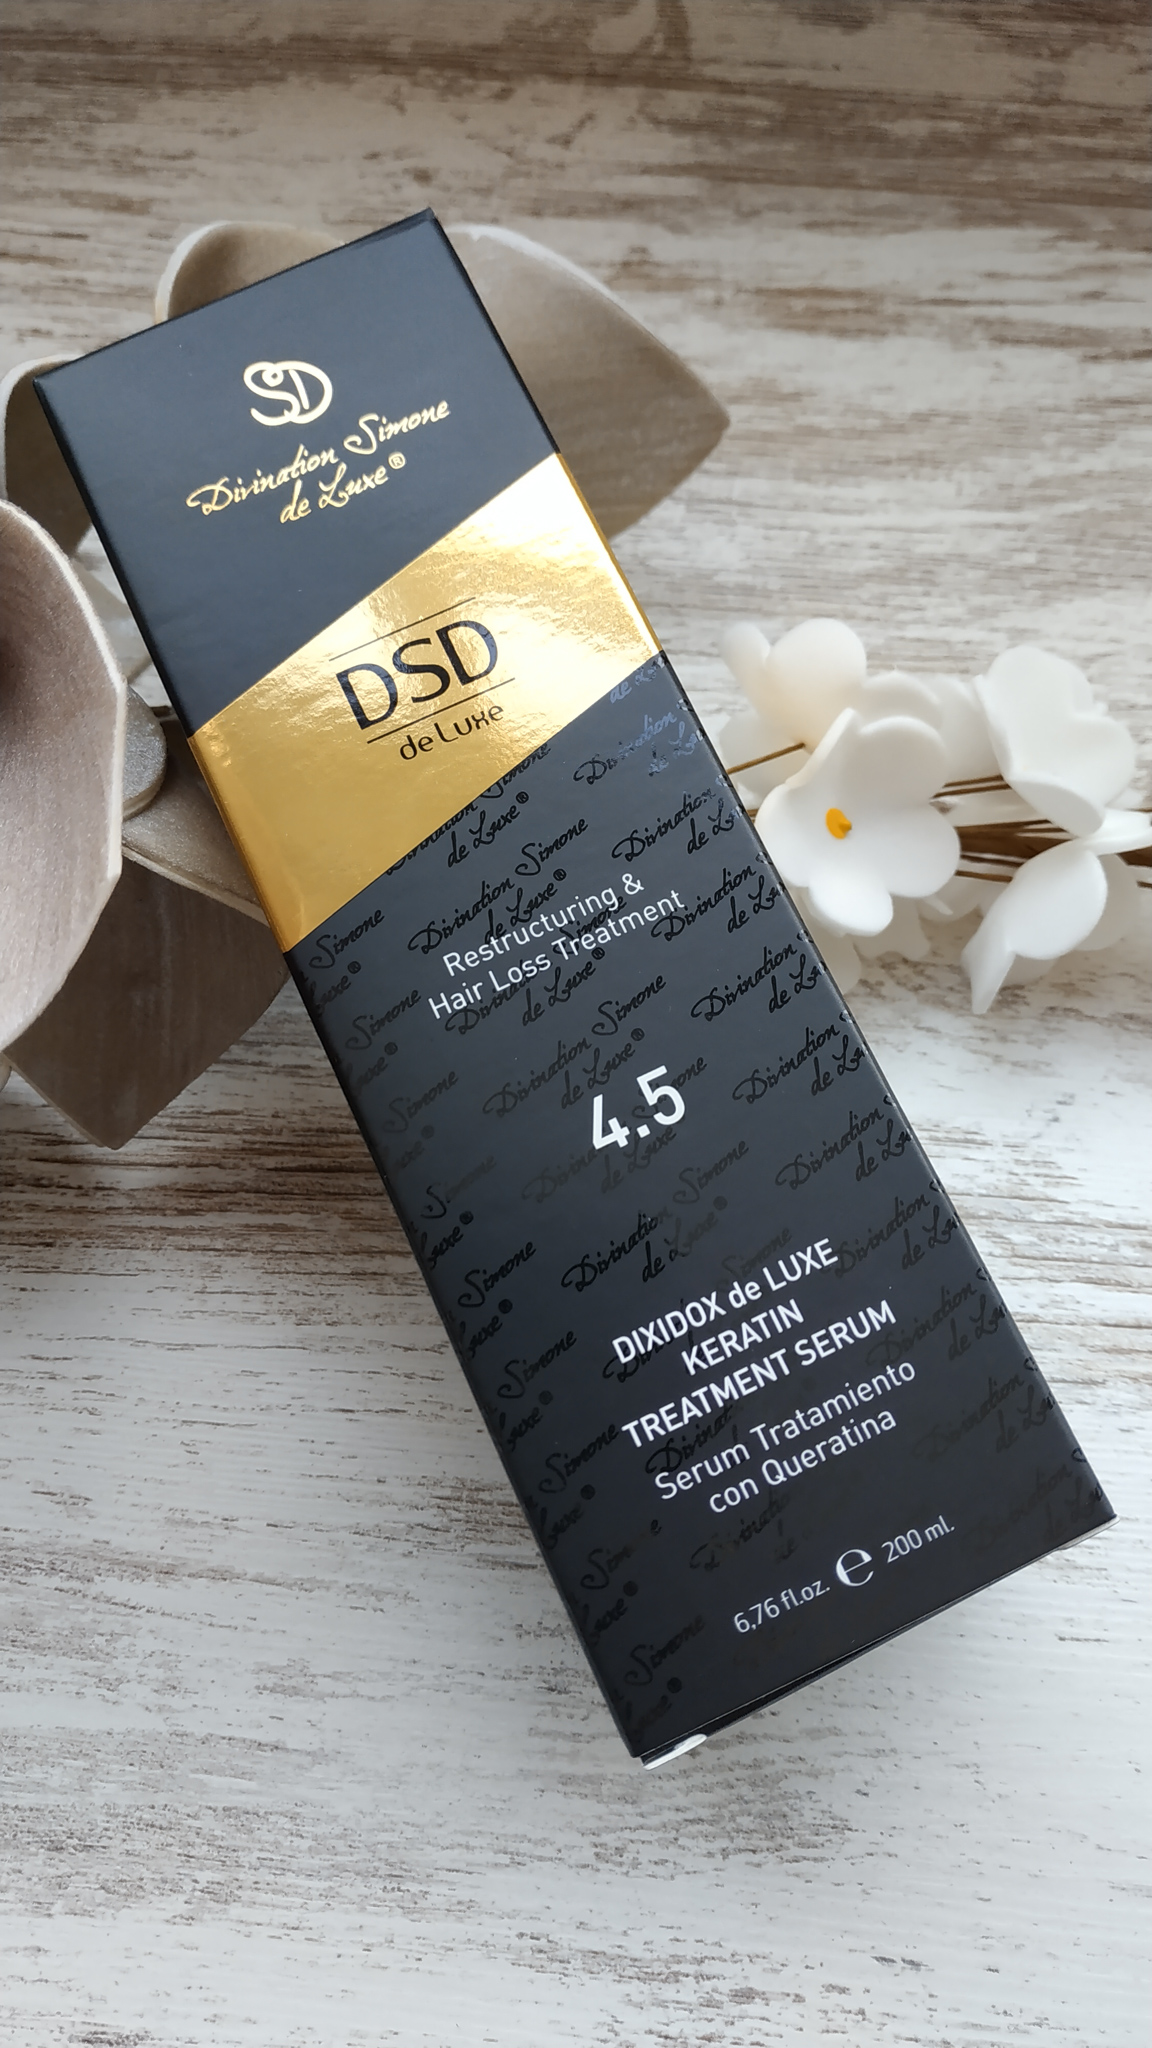 SD
Divination Simone
de Luxe®
DSD
de Luxe
Restructuring &
Hair Loss Treatment
4.5
DIXIDOX de LUXE
KERATIN
TREATMENT SERUM
Serum Tratamiento
con Queratina
6,76 fl.oz. ℮ 200 ml.